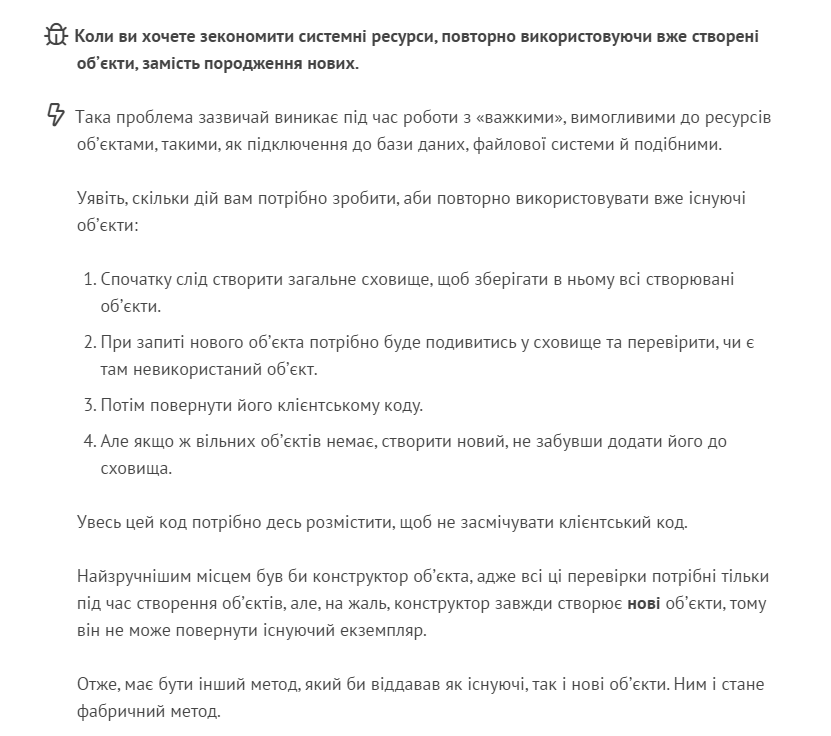 Коли ви хочете зекономити системні ресурси, повторно використовуючи вже створені
об’єкти, замість породження нових.
Така проблема зазвичай виникає під час роботи з «важкими», вимогливими до ресурсів
об’єктами, такими, як підключення до бази даних, файлової системи й подібними.
Уявіть, скільки дій вам потрібно зробити, аби повторно використовувати вже існуючі
об’єкти:
1. Спочатку слід створити загальне сховище, щоб зберігати в ньому всі створювані
об’єкти.
2. При запиті нового об’єкта потрібно буде подивитись у сховище та перевірити, чи є
там невикористаний об’єкт.
3. Потім повернути його клієнтському коду.
4. Але якщо ж вільних об’єктів немає, створити новий, не забувши додати його до
сховища.
Увесь цей код потрібно десь розмістити, щоб не засмічувати клієнтський код.
Найзручнішим місцем був би конструктор об’єкта, адже всі ці перевірки потрібні тільки
під час створення об’єктів, але, на жаль, конструктор завжди створює нові об’єкти, тому
він не може повернути існуючий екземпляр.
Отже, має бути інший метод, який би віддавав як існуючі, так і нові об’єкти. Ним і стане
фабричний метод.